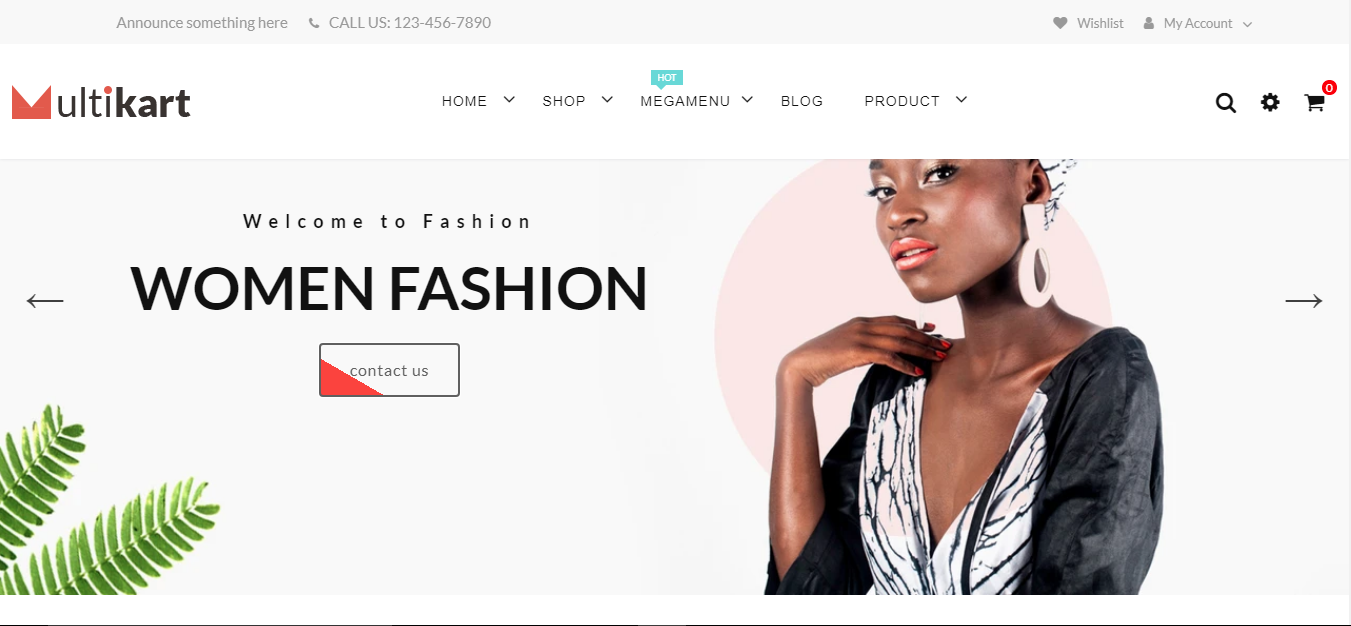 Announce something here CALL US: 123-456-7890 Wishlist My Account
HOT
Multikart HOME SHOP MEGAMENU BLOG PRODUCT 0
Welcome to Fashion
WOMEN FASHION
contact us